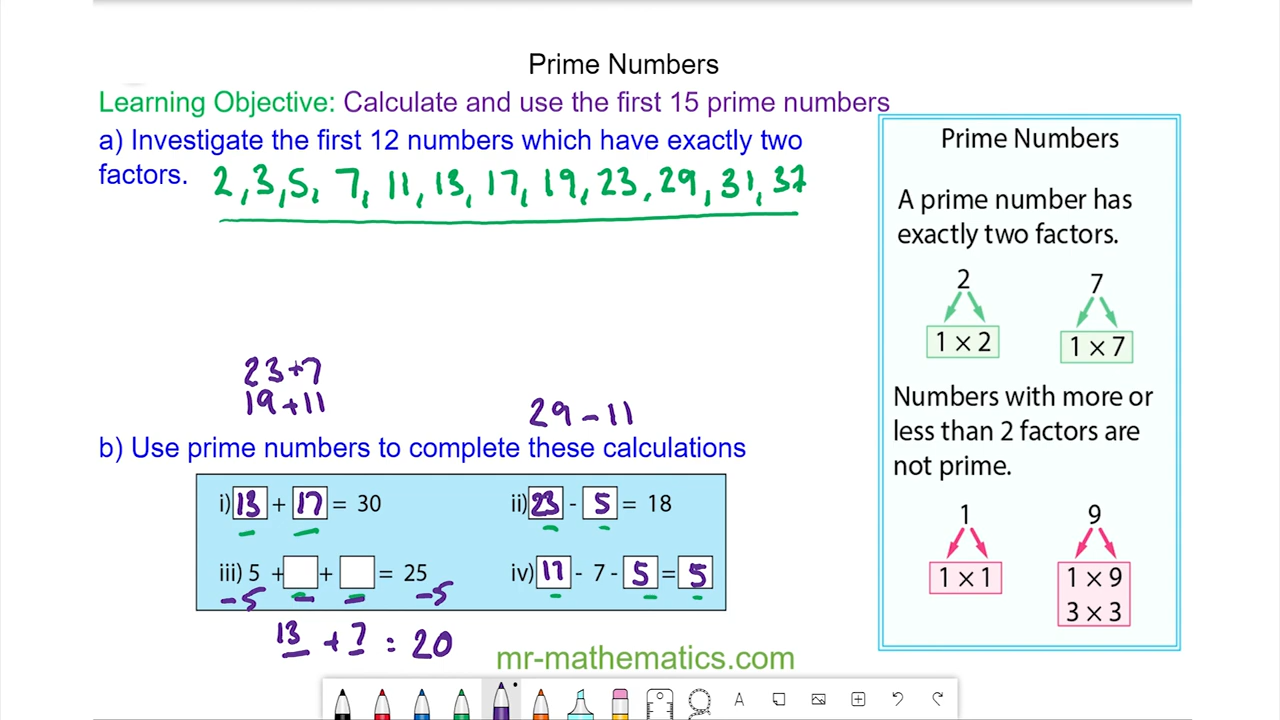 Prime Numbers
Learning Objective: Calculate and use the first 15 prime numbers
a) Investigate the first 12 numbers which have exactly two
factors. 2, 3, 5, 7, 11, 13, 17, 19, 23, 29, 31, 37
23+7
19+11
29-11
b) Use prime numbers to complete these calculations
i) 13 + 17 = 30
ii) 23 - 5 = 18
iii) 5 + + = 25
iv) 17 - 7 - 5 = 5
-5 -5
13 + 7 = 20
mr-mathematics.com
Prime Numbers
A prime number has
exactly two factors.
2 7
1 × 2 1 × 7
Numbers with more or
less than 2 factors are
not prime.
1 9
1 × 1 1 × 9
3 × 3
A